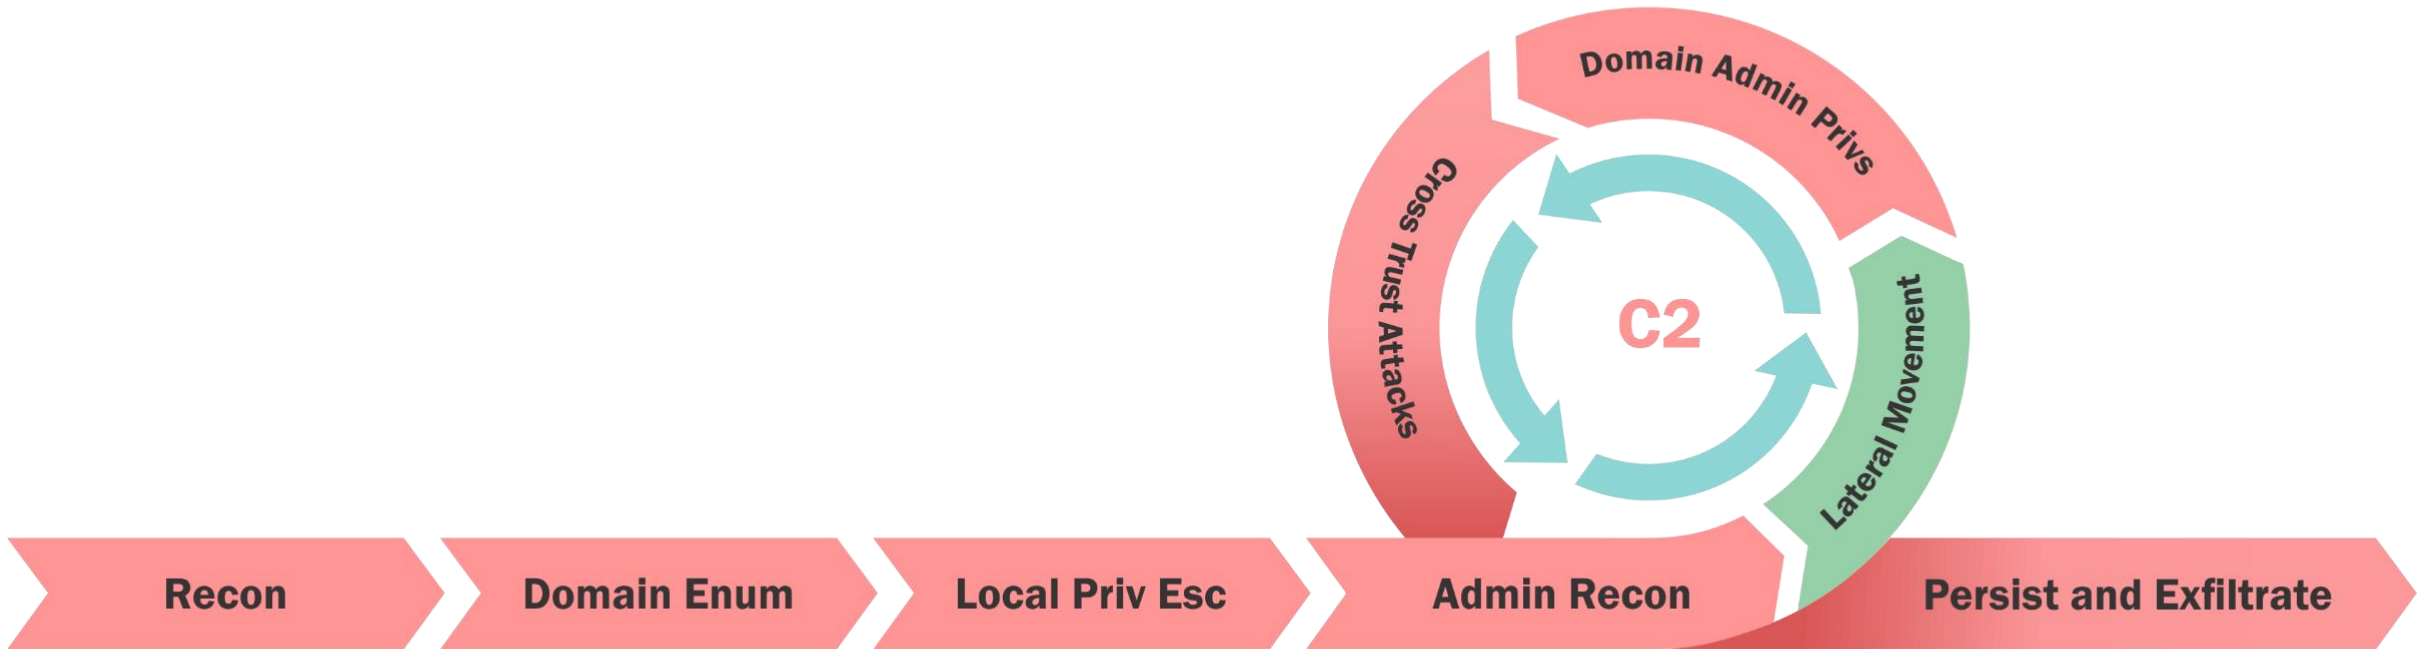 Domain Admin Privs
Cross Trust Attacks
C2
Lateral Movement
Recon
Domain Enum
Local Priv Esc
Admin Recon
Persist and Exfiltrate